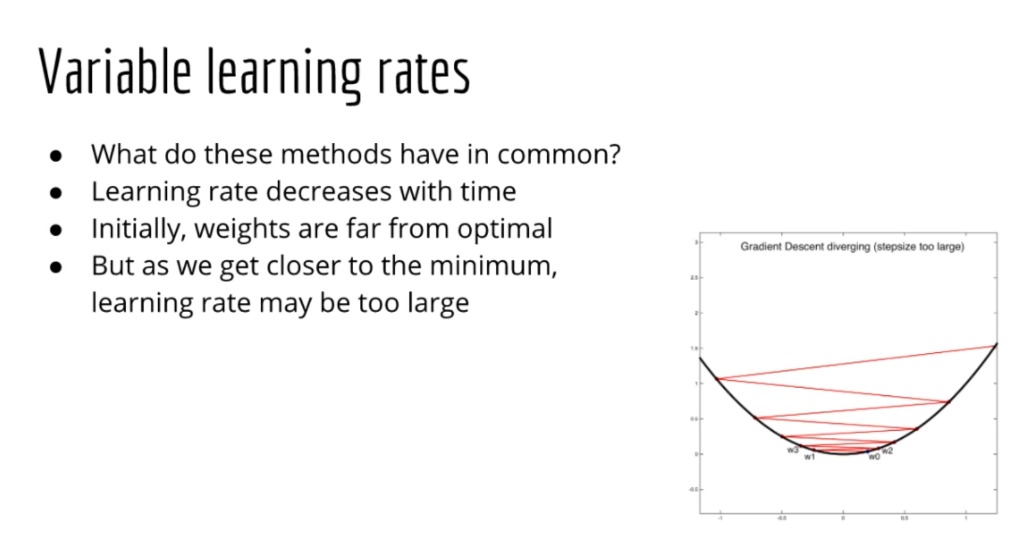 Variable learning rates
● What do these methods have in common?
● Learning rate decreases with time
● Initially, weights are far from optimal
● But as we get closer to the minimum,
learning rate may be too large
Gradient Descent diverging (stepsize too large)
3
2.5
2
1.5
1
0.5
0
-0.5
w3
w1
w0
w2
-1
-0.5
0
0.5
1